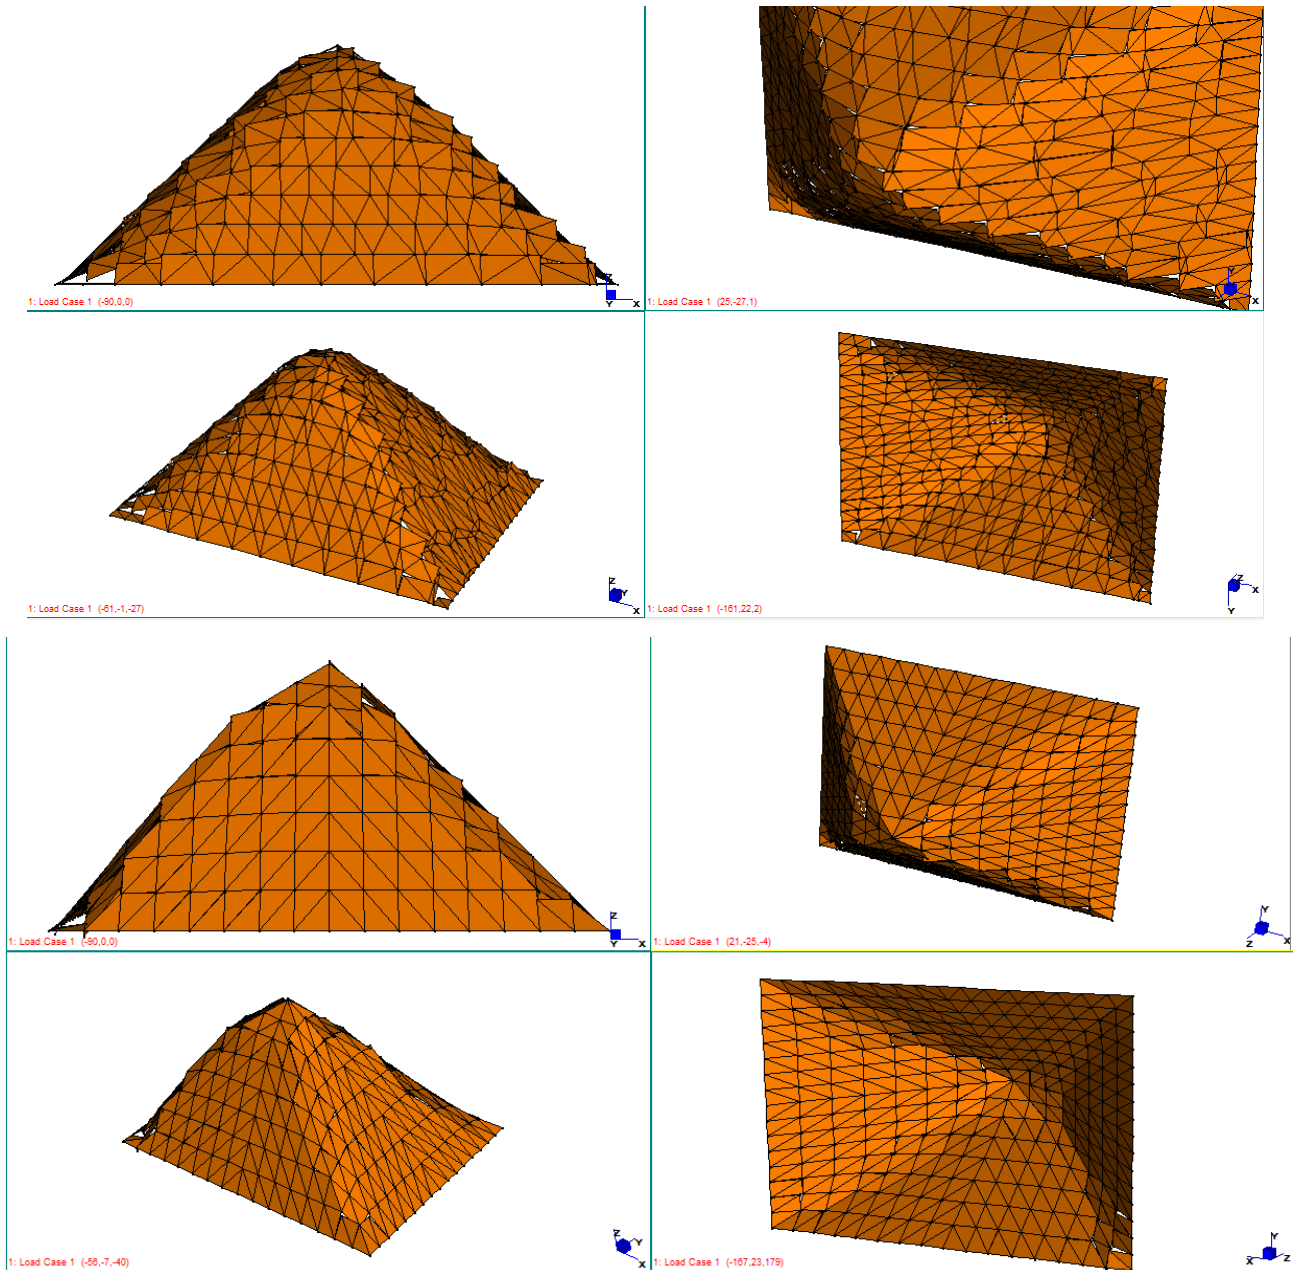 Z
Y X
1: Load Case 1 (-90,0,0)
Y
X
1: Load Case 1 (25,-27,1)
Z
Y
X
1: Load Case 1 (-61,-1,-27)
Z
X
Y
1: Load Case 1 (-161,22,2)
Z
Y X
1: Load Case 1 (-90,0,0)
Y
Z X
1: Load Case 1 (21,-25,-4)
Z
Y
X
1: Load Case 1 (-56,-7,-40)
Y
X Z
1: Load Case 1 (-167,23,179)